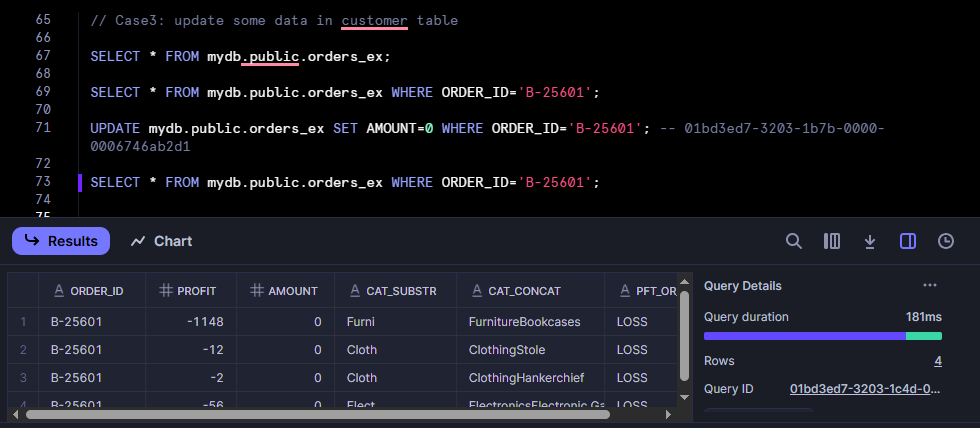 65 // Case3: update some data in customer table
66
67 SELECT * FROM mydb.public.orders_ex;
68
69 SELECT * FROM mydb.public.orders_ex WHERE ORDER_ID='B-25601';
70
71 UPDATE mydb.public.orders_ex SET AMOUNT=0 WHERE ORDER_ID='B-25601'; -- 01bd3ed7-3203-1b7b-0000-
0006746ab2d1
72
73 SELECT * FROM mydb.public.orders_ex WHERE ORDER_ID='B-25601';
74
75
Results Chart
ORDER_ID PROFIT AMOUNT CAT_SUBSTR CAT_CONCAT PFT_OR
1 B-25601 -1148 0 Furni FurnitureBookcases LOSS
2 B-25601 -12 0 Cloth ClothingStole LOSS
3 B-25601 -2 0 Cloth ClothingHankerchief LOSS
4 B-25601 -56 0 Elect ElectronicsElectronic Ga LOSS
Query Details ...
Query duration 181ms
Rows 4
Query ID 01bd3ed7-3203-1c4d-0...